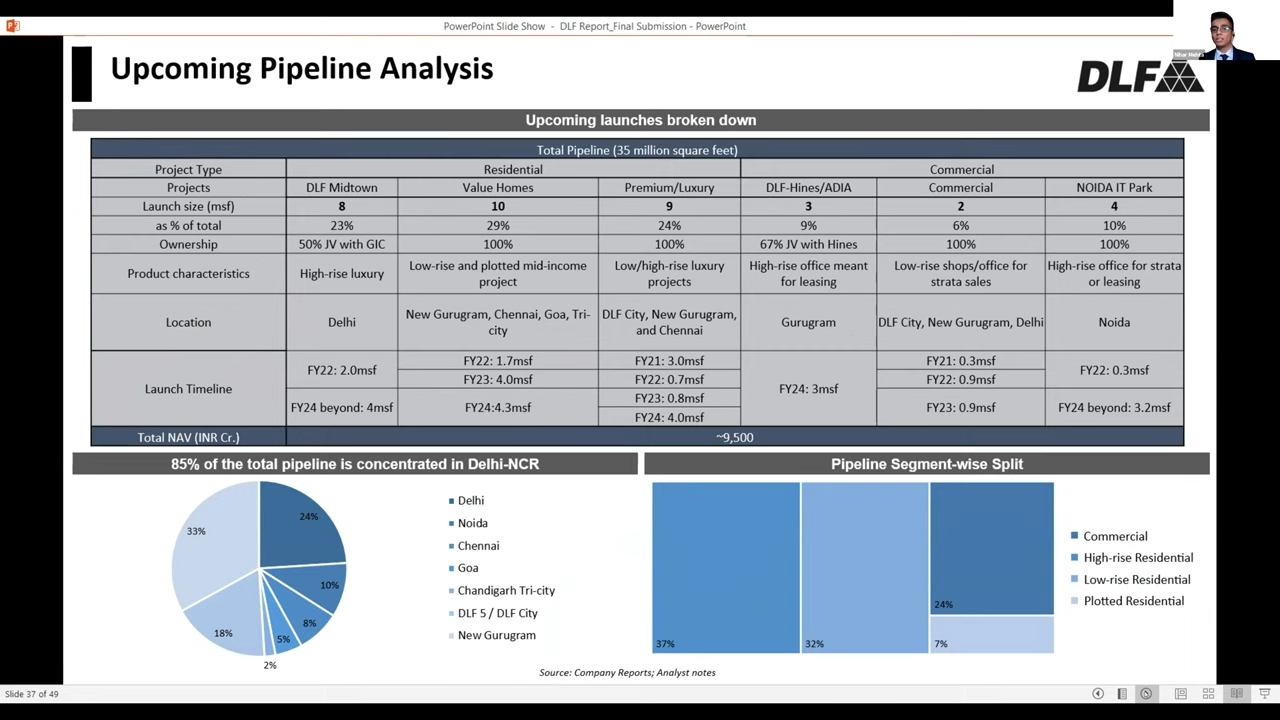 PowerPoint Slide Show - DLF Report_Final Submission - PowerPoint
Upcoming Pipeline Analysis
DLF
Upcoming launches broken down
Total Pipeline (35 million square feet)
Project Type Residential Commercial
Projects DLF Midtown Value Homes Premium/Luxury DLF-Hines/ADIA Commercial NOIDA IT Park
Launch size (msf) 8 10 9 3 2 4
as % of total 23% 29% 24% 9% 6% 10%
Ownership 50% JV with GIC 100% 100% 67% JV with Hines 100% 100%
Product characteristics High-rise luxury Low-rise and plotted mid-income project Low/high-rise luxury projects High-rise office meant for leasing Low-rise shops/office for strata sales High-rise office for strata or leasing
Location Delhi New Gurugram, Chennai, Goa, Tri-city DLF City, New Gurugram, and Chennai Gurugram DLF City, New Gurugram, Delhi Noida
Launch Timeline
FY22: 2.0msf
FY24 beyond: 4msf
FY22: 1.7msf
FY23: 4.0msf
FY24:4.3msf
FY21: 3.0msf
FY22: 0.7msf
FY23: 0.8msf
FY24: 4.0msf
FY24: 3msf
FY21: 0.3msf
FY22: 0.9msf
FY23: 0.9msf
FY22: 0.3msf
FY24 beyond: 3.2msf
Total NAV (INR Cr.) ~9,500
85% of the total pipeline is concentrated in Delhi-NCR
24%
10%
8%
5%
2%
18%
33%
Delhi
Noida
Chennai
Goa
Chandigarh Tri-city
DLF 5 / DLF City
New Gurugram
Pipeline Segment-wise Split
37%
32%
24%
7%
Commercial
High-rise Residential
Low-rise Residential
Plotted Residential
Source: Company Reports; Analyst notes
Slide 37 of 49